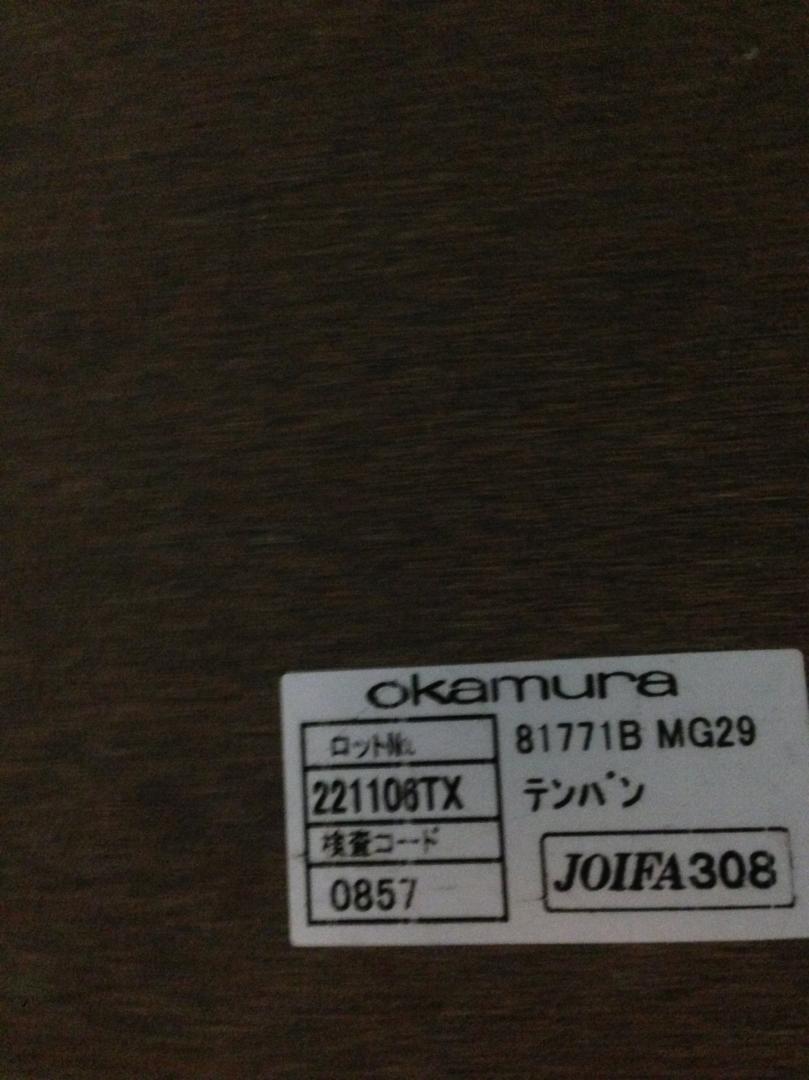 okamura
ロットNo.
221106TX
検査コード
0857
81771B MG29
テンバン
JOIFA308